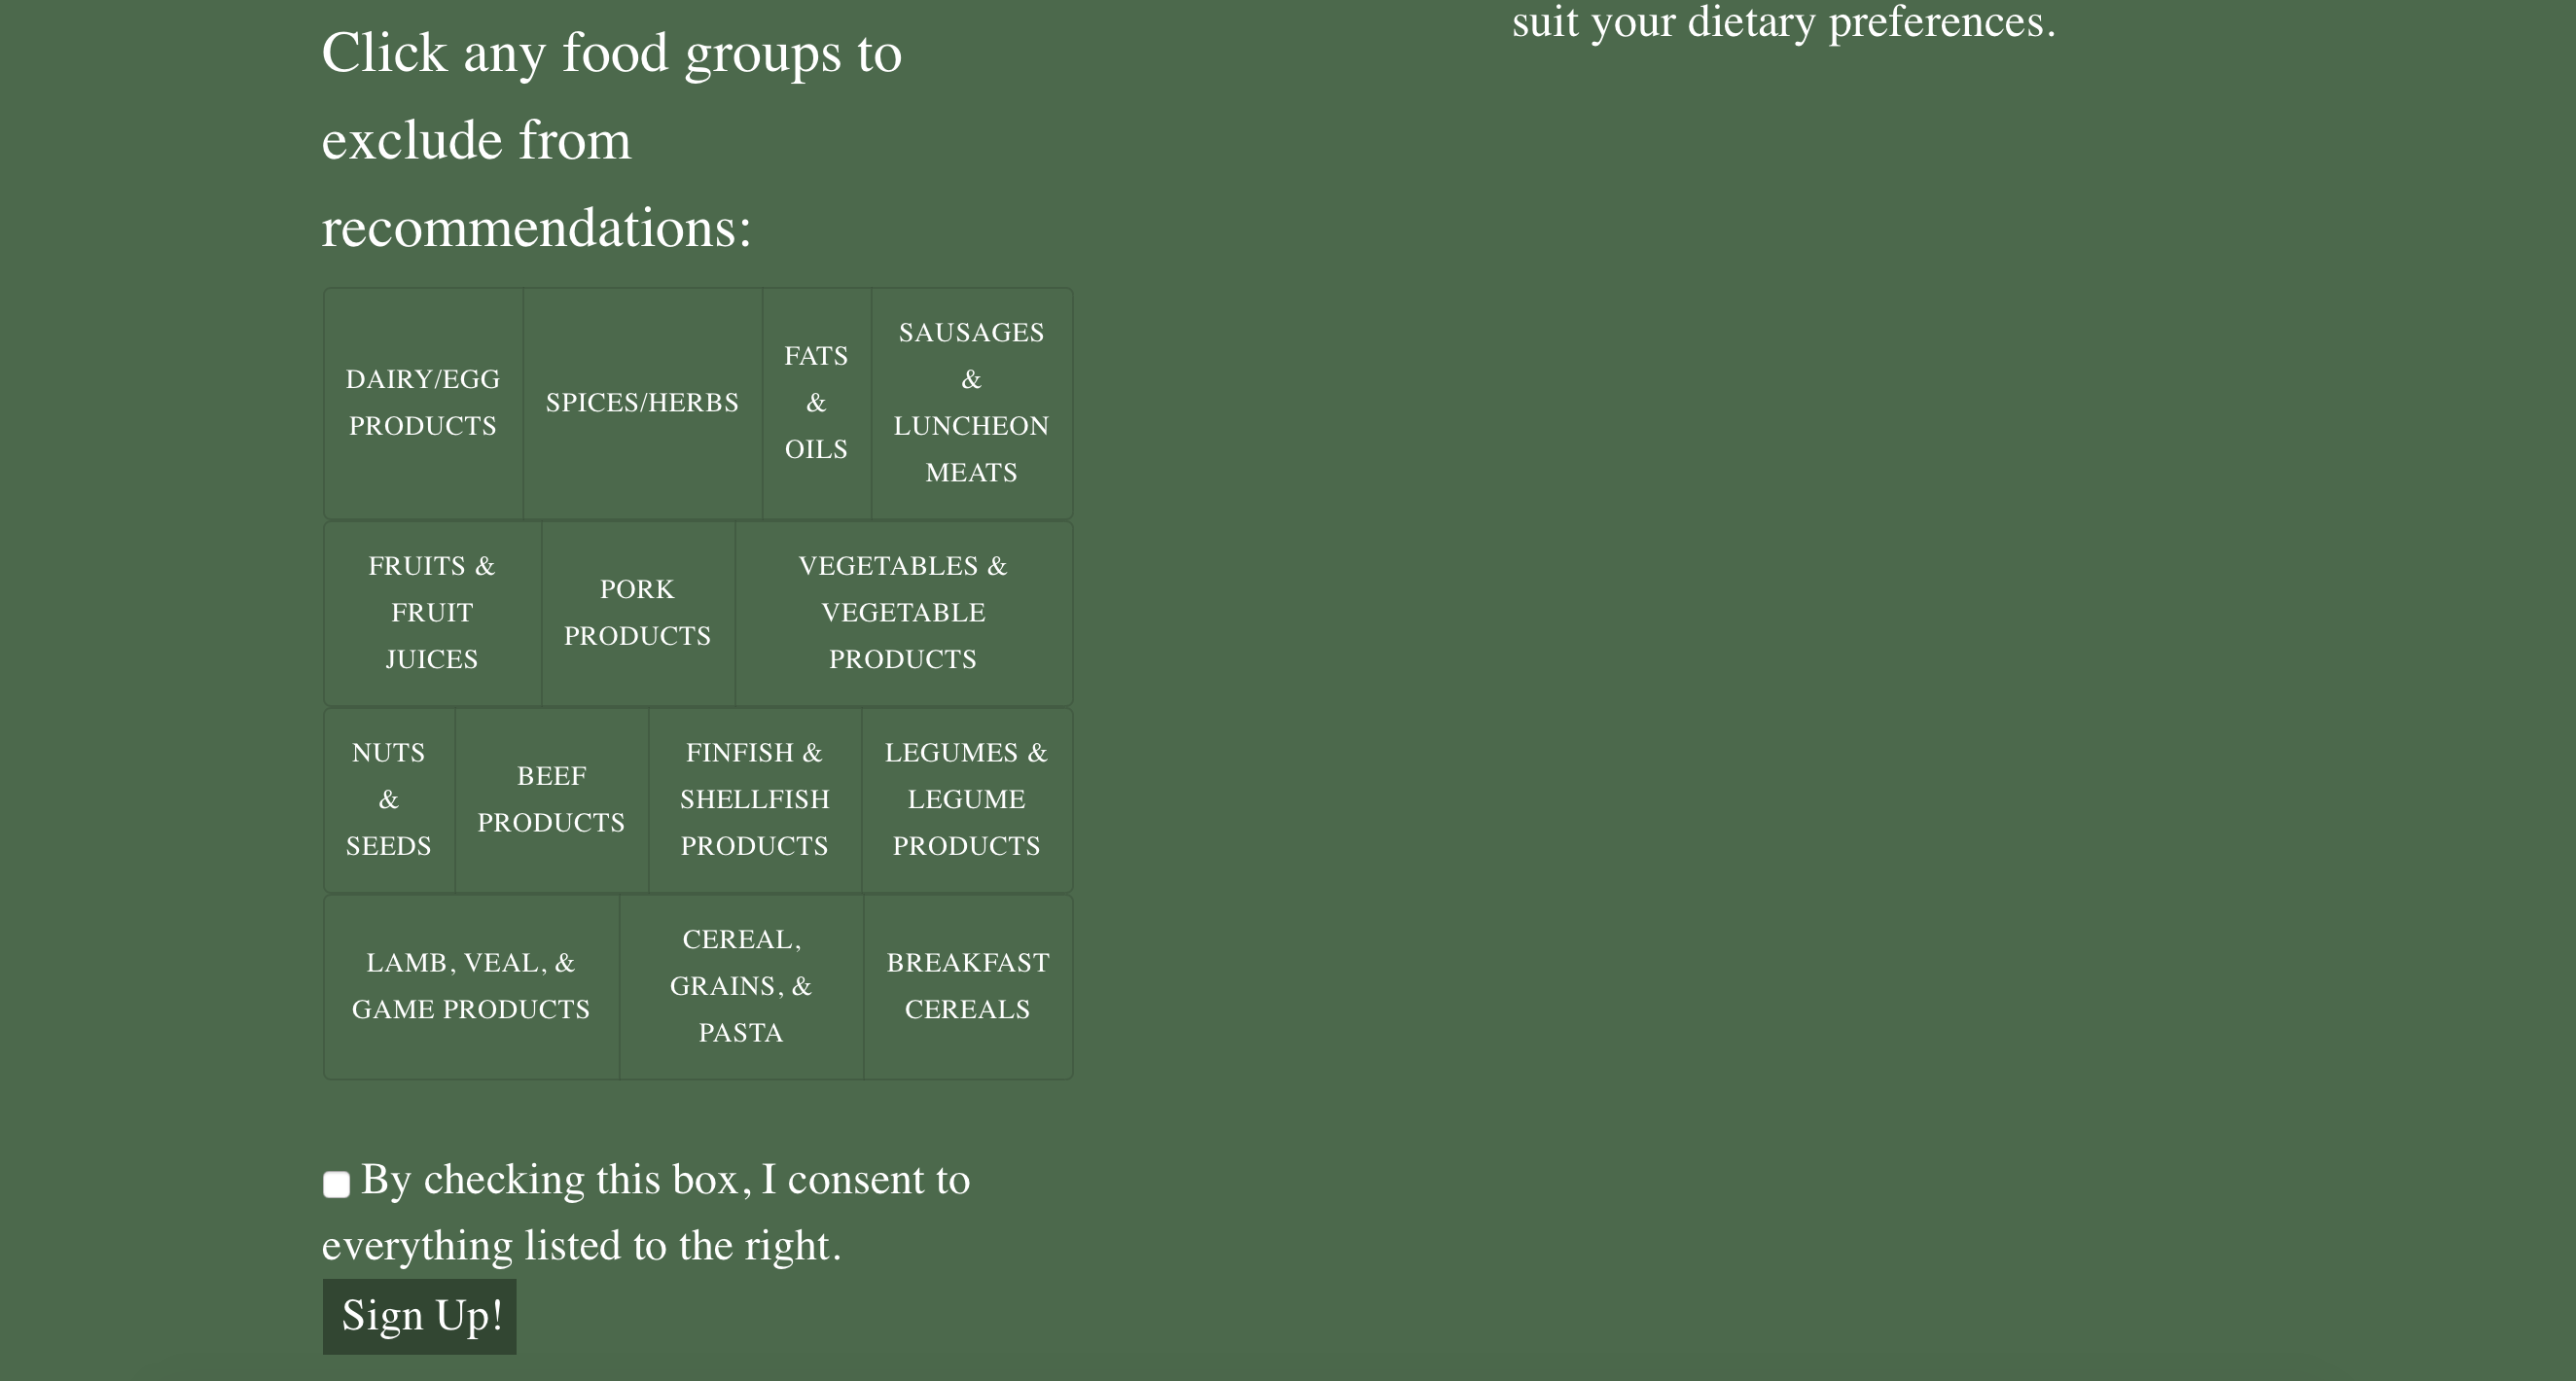 suit your dietary preferences.
Click any food groups to
exclude from
recommendations:
DAIRY/EGG
PRODUCTS
SPICES/HERBS
FATS
&
OILS
SAUSAGES
&
LUNCHEON
MEATS
FRUITS &
FRUIT
JUICES
PORK
PRODUCTS
VEGETABLES &
VEGETABLE
PRODUCTS
NUTS
&
SEEDS
BEEF
PRODUCTS
FINFISH &
SHELLFISH
PRODUCTS
LEGUMES &
LEGUME
PRODUCTS
LAMB, VEAL, &
GAME PRODUCTS
CEREAL,
GRAINS, &
PASTA
BREAKFAST
CEREALS
By checking this box, I consent to
everything listed to the right.
Sign Up!